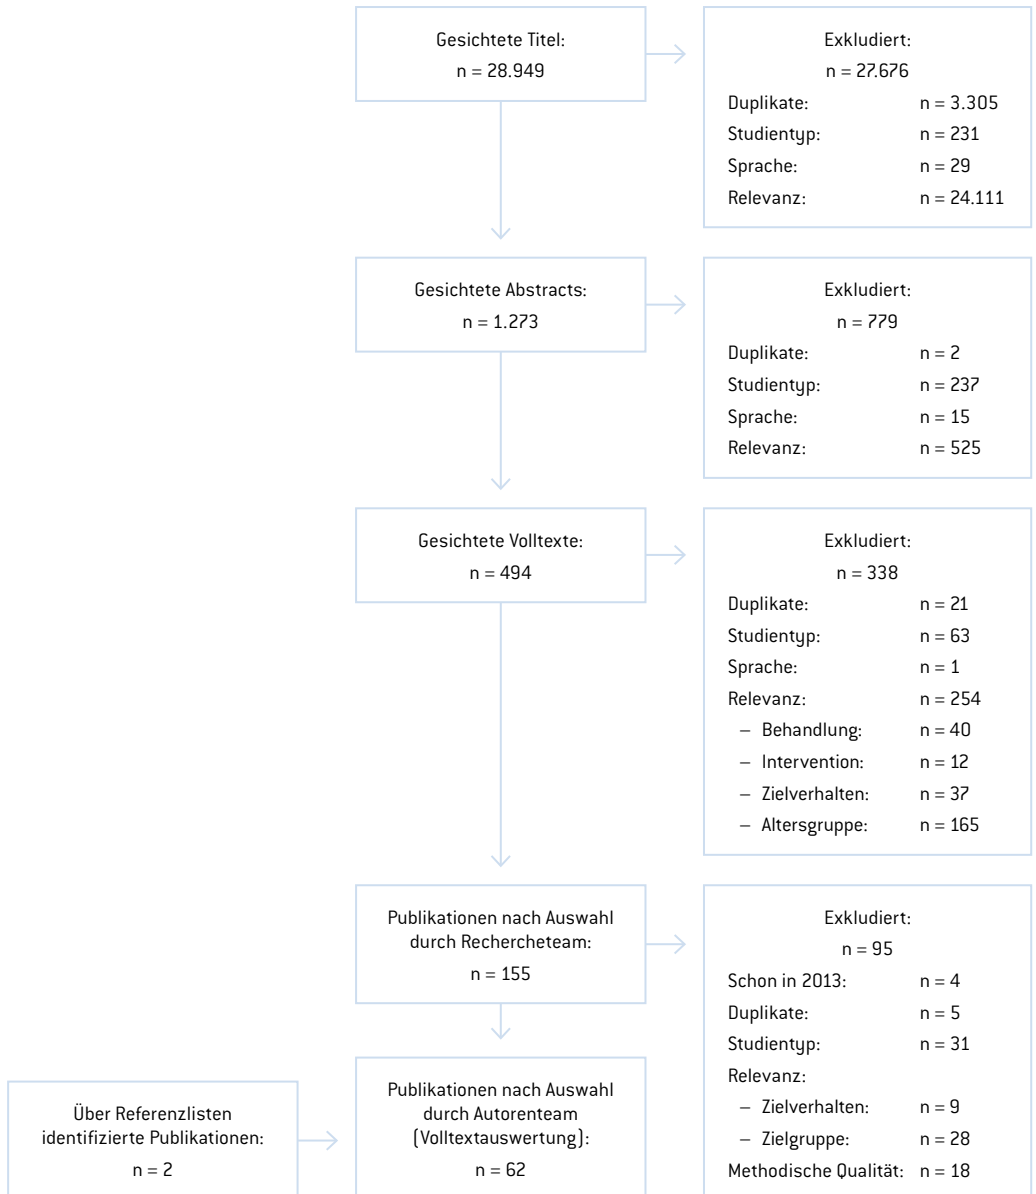 Gesichtete Titel:
n = 28.949
Exkludiert:
n = 27.676
Duplikate: n = 3.305
Studientyp: n = 231
Sprache: n = 29
Relevanz: n = 24.111
Gesichtete Abstracts:
n = 1.273
Exkludiert:
n = 779
Duplikate: n = 2
Studientyp: n = 237
Sprache: n = 15
Relevanz: n = 525
Gesichtete Volltexte:
n = 494
Exkludiert:
n = 338
Duplikate: n = 21
Studientyp: n = 63
Sprache: n = 1
Relevanz: n = 254
– Behandlung: n = 40
– Intervention: n = 12
– Zielverhalten: n = 37
– Altersgruppe: n = 165
Publikationen nach Auswahl
durch Rechercheteam:
n = 155
Exkludiert:
n = 95
Schon in 2013: n = 4
Duplikate: n = 5
Studientyp: n = 31
Relevanz:
– Zielverhalten: n = 9
– Zielgruppe: n = 28
Methodische Qualität: n = 18
Über Referenzlisten
identifizierte Publikationen:
n = 2
Publikationen nach Auswahl
durch Autorenteam
(Volltextauswertung):
n = 62